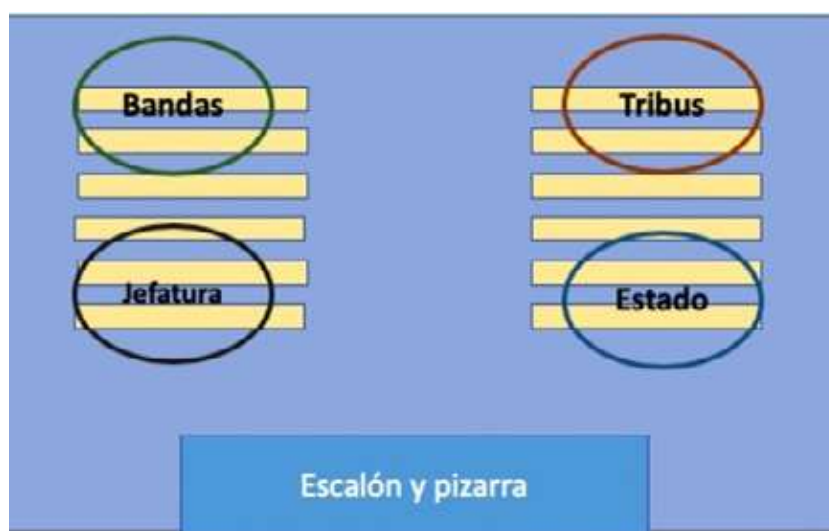 Bandas
Tribus
Jefatura
Estado
Escalón y pizarra